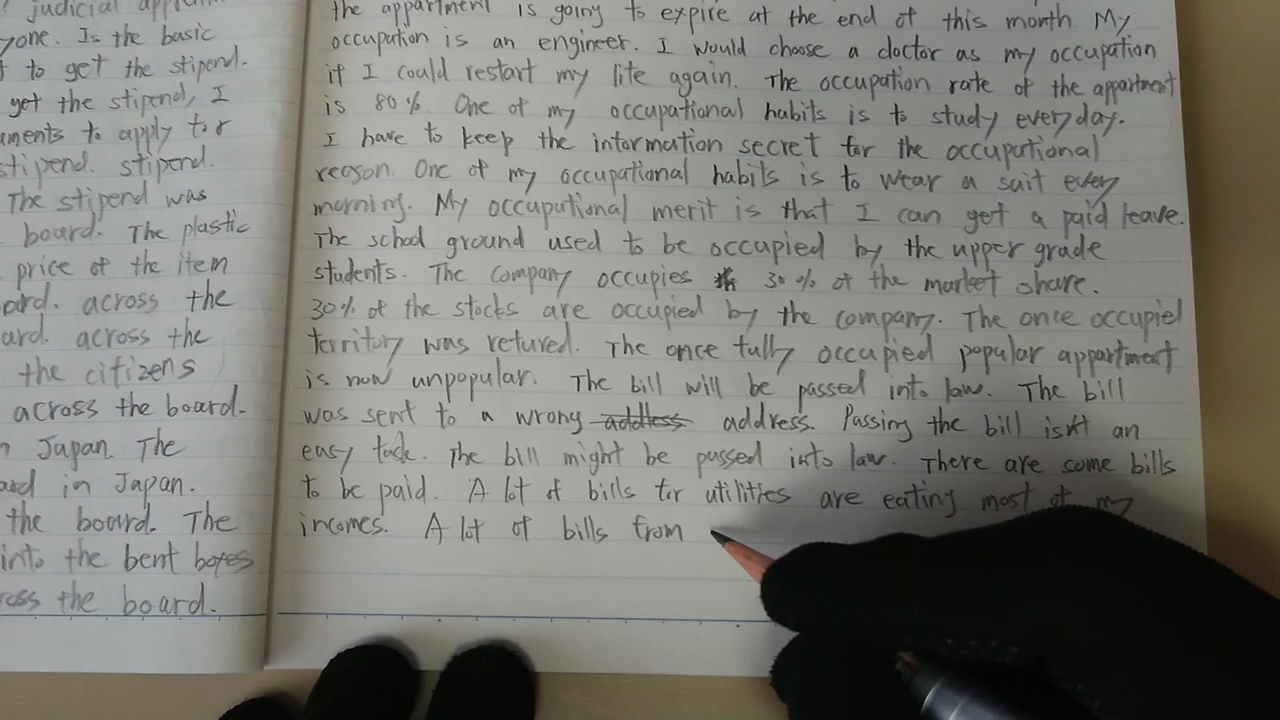 judicial
yone. Is the basic
to get the stipend.
get the stipend, I
uments to apply for
stipend. stipend.
The stipend was
board. The plastic
price of the item
oard. across the
ard. across the
the citizens
across the board.
n Japan. The
ard in Japan.
the board. The
into the bent boxes
ross the board.
the appartment is going to expire at the end of this month. My
occupation is an engineer. I would choose a doctor as my occupation
if I could restart my life again. The occupation rate of the appartment
is 80%. One of my occupational habits is to study everyday.
I have to keep the information secret for the occupational
reason. One of my occupational habits is to wear a suit every
morning. My occupational merit is that I can get a paid leave.
The school ground used to be occupied by the upper grade
students. The company occupies 30% of the market share.
30% of the stocks are occupied by the company. The once occupied
territory was retured. The once fully occupied popular appartment
is now unpopular. The bill will be passed into law. The bill
was sent to a wrong addless address. Passing the bill isn't an
easy task. The bill might be passed into law. There are some bills
to be paid. A lot of bills for utilities are eating most of my
incomes. A lot of bills from